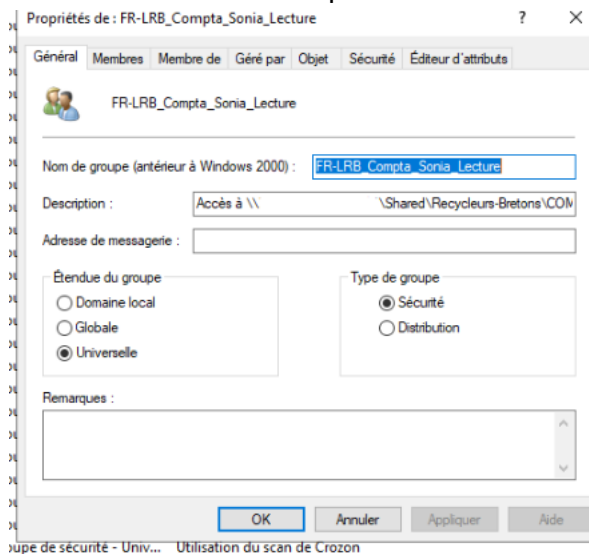 Propriétés de : FR-LRB_Compta_Sonia_Lecture ? ×
Général Membres Membre de Géré par Objet Sécurité Éditeur d'attributs
FR-LRB_Compta_Sonia_Lecture
Nom de groupe (antérieur à Windows 2000) : FR-LRB_Compta_Sonia_Lecture
Description : Accès à \\ \Shared\Recycleurs-Bretons\COM
Adresse de messagerie :
Étendue du groupe Type de groupe
Domaine local Sécurité
Globale Distribution
Universelle
Remarques :
OK Annuler Appliquer Aide
upe de sécurité - Univ... Utilisation du scan de Crozon